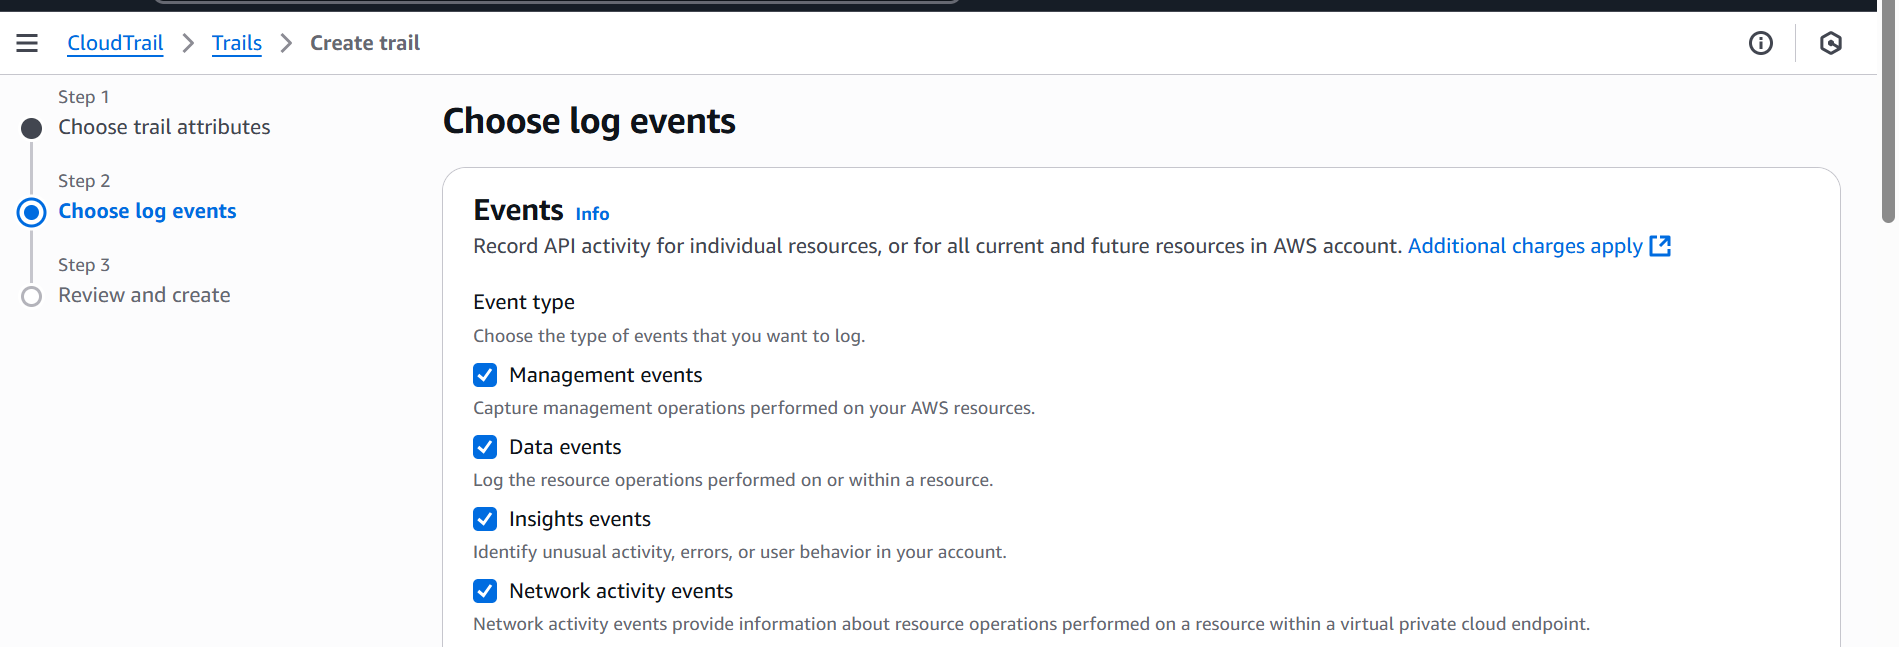 CloudTrail > Trails > Create trail
Step 1
Choose trail attributes
Step 2
Choose log events
Step 3
Review and create
Choose log events
Events Info
Record API activity for individual resources, or for all current and future resources in AWS account. Additional charges apply
Event type
Choose the type of events that you want to log.
Management events
Capture management operations performed on your AWS resources.
Data events
Log the resource operations performed on or within a resource.
Insights events
Identify unusual activity, errors, or user behavior in your account.
Network activity events
Network activity events provide information about resource operations performed on a resource within a virtual private cloud endpoint.